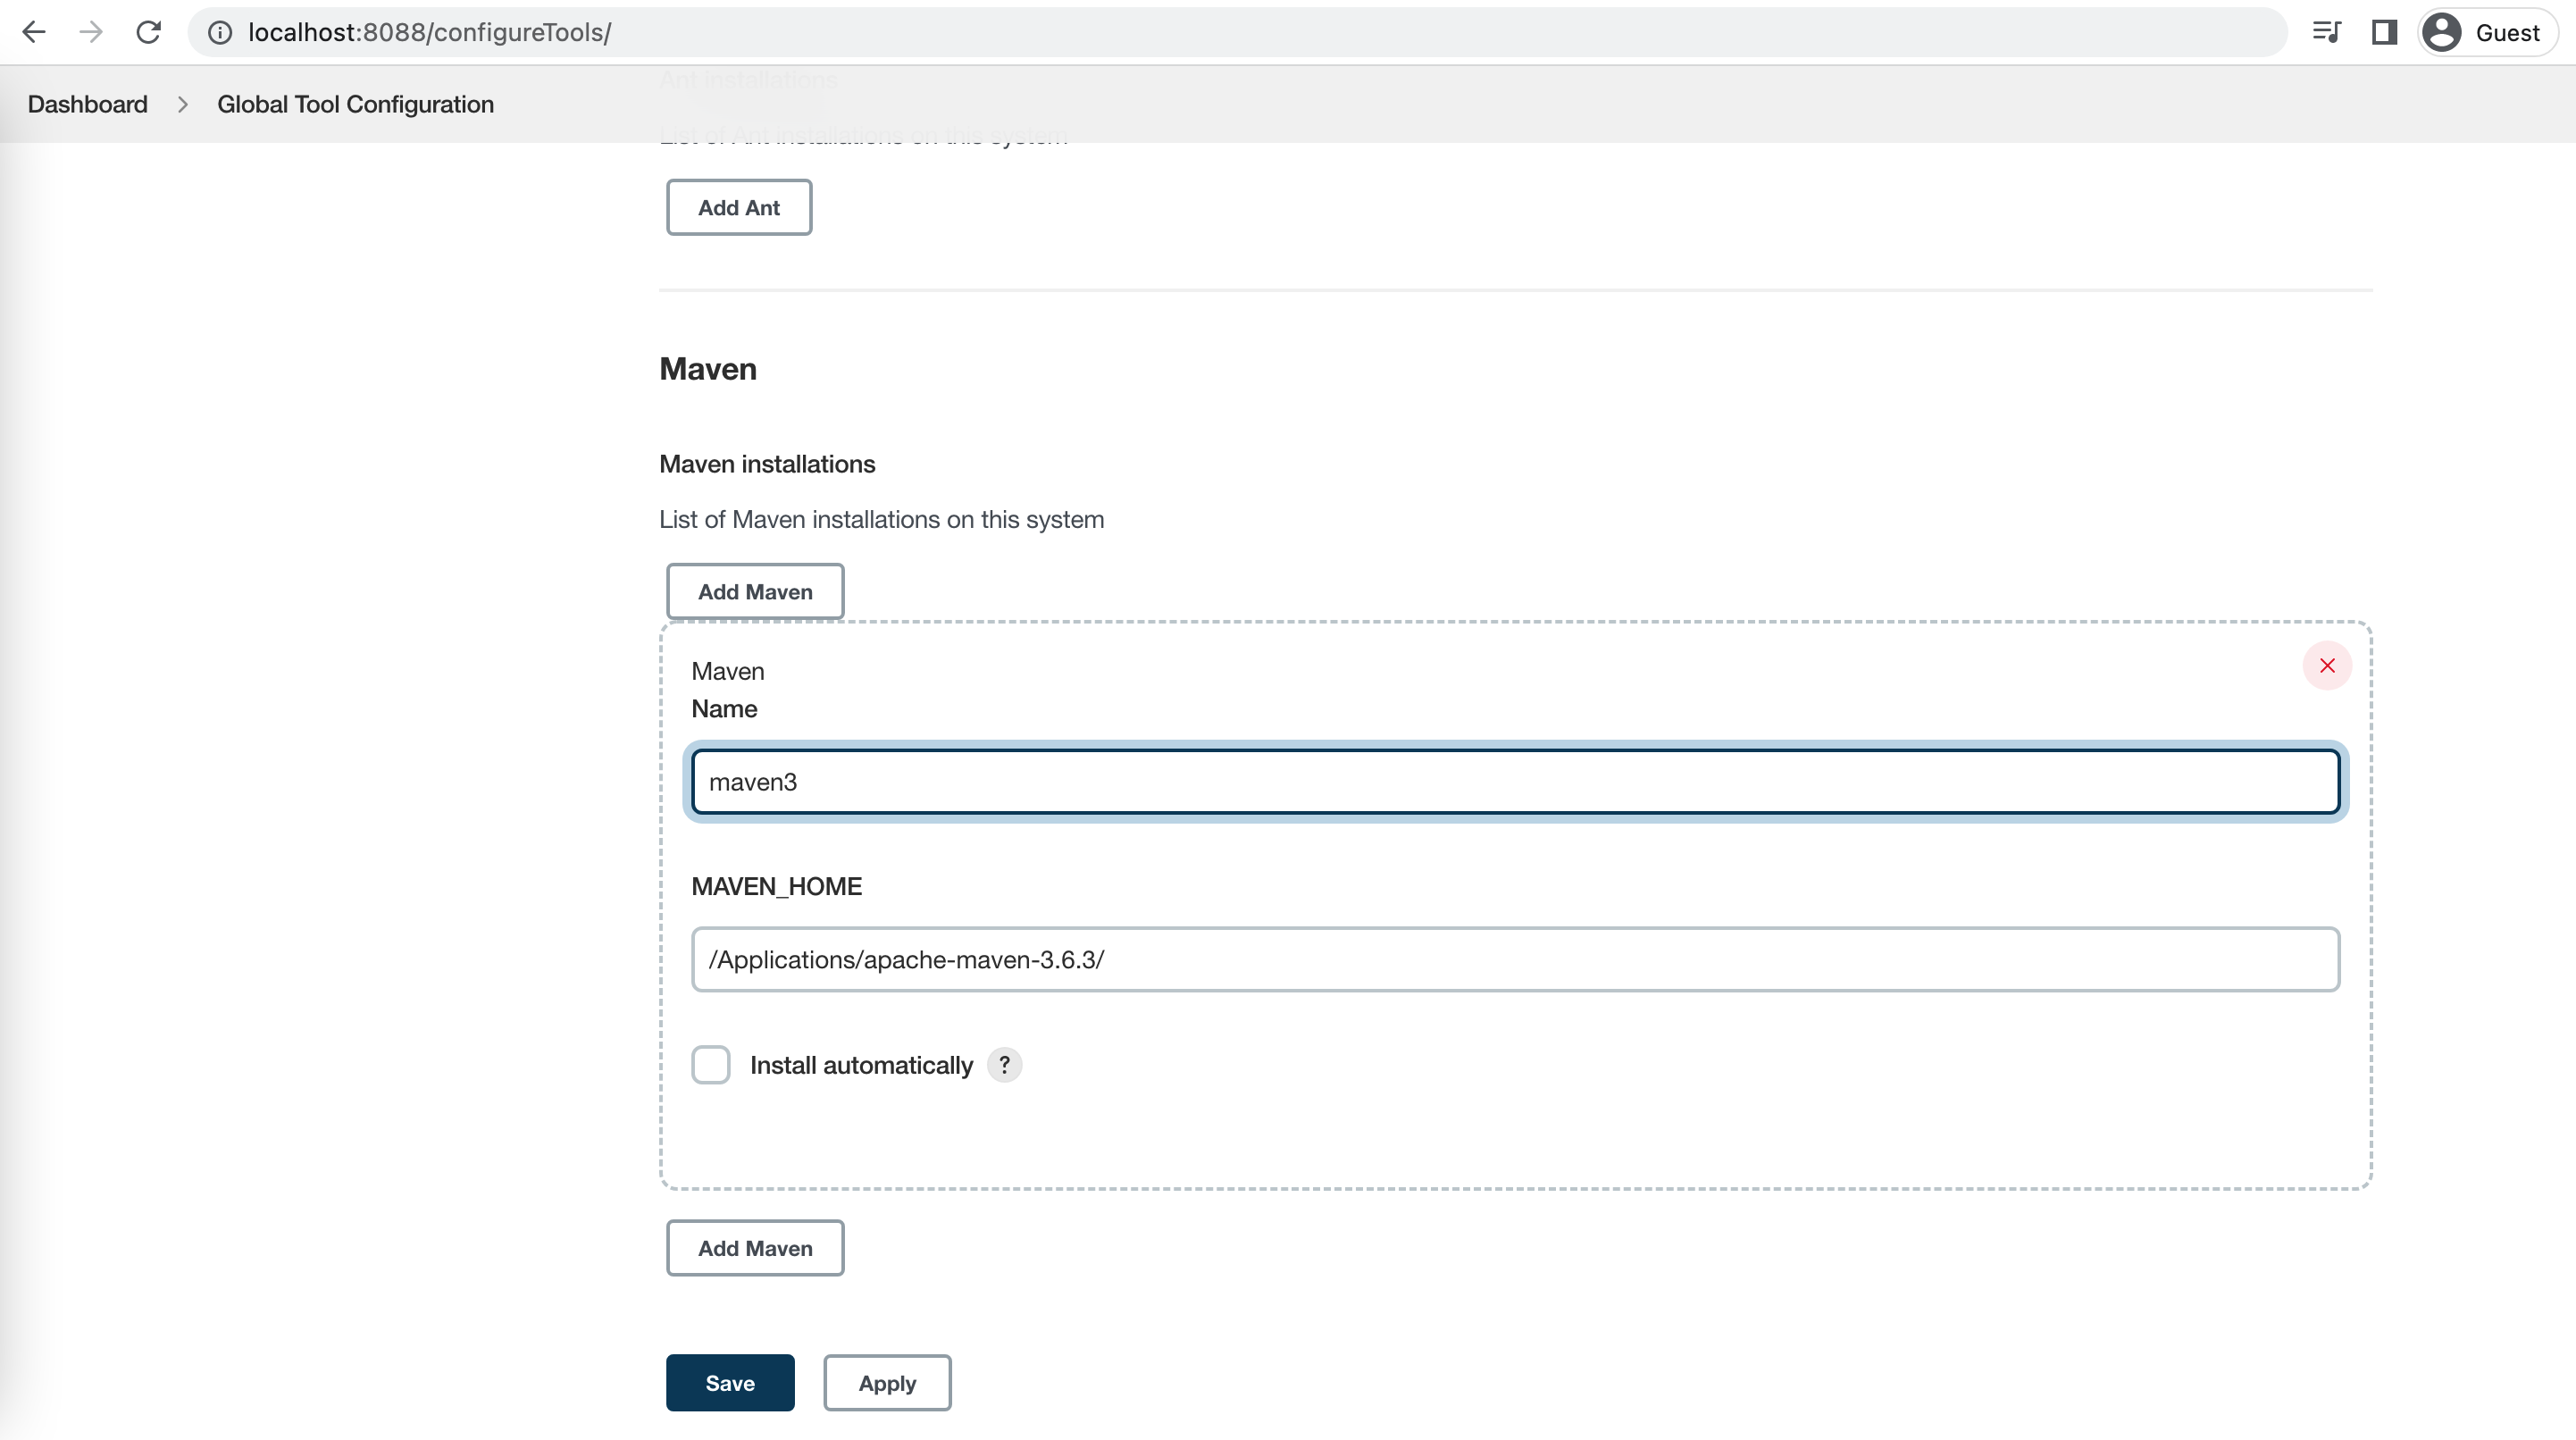 localhost:8088/configureTools/
Guest
Ant installations
Dashboard
Global Tool Configuration
List of Ant installations on this system
Add Ant
Maven
Maven installations
List of Maven installations on this system
Add Maven
Maven
Name
maven3
MAVEN_HOME
/Applications/apache-maven-3.6.3/
Install automatically ?
Add Maven
Save
Apply